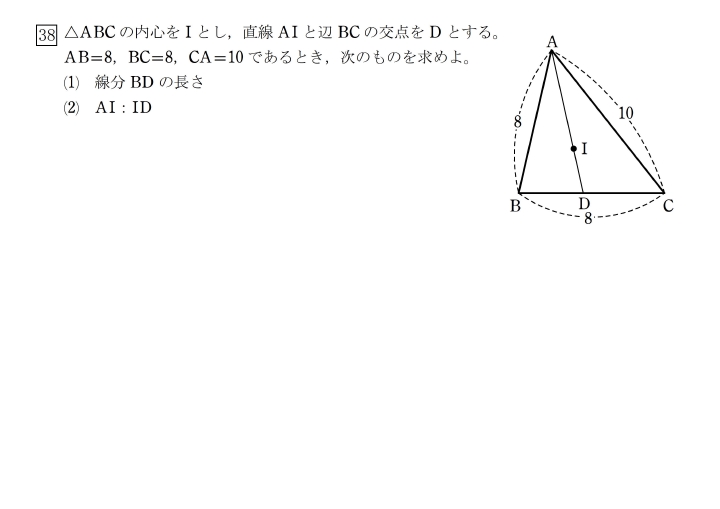 38 △ABC の内心を I とし，直線 AI と辺 BC の交点を D とする。
AB=8，BC=8，CA=10 であるとき，次のものを求めよ。
(1) 線分 BD の長さ
(2) AI : ID
A
8
10
I
B
D
C
8